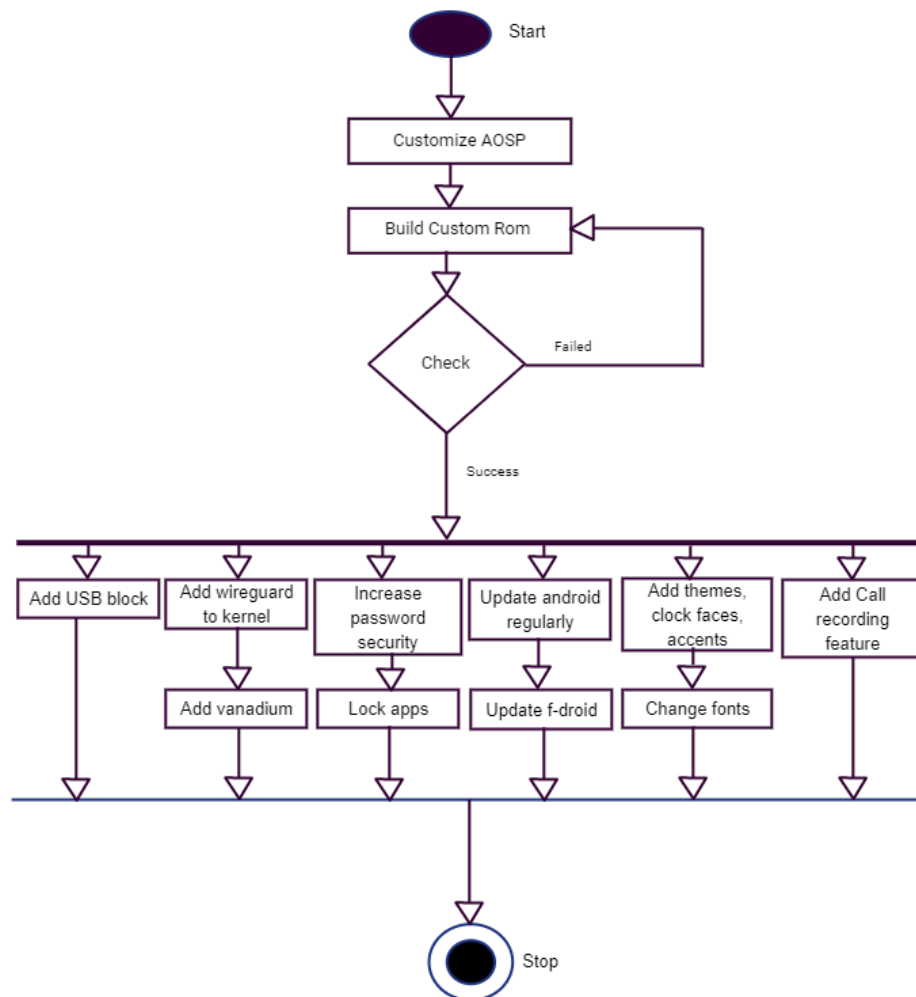 Start
Customize AOSP
Build Custom Rom
Failed
Check
Success
Add USB block
Add wireguard
to kernel
Increase
password
security
Update android
regularly
Add themes,
clock faces,
accents
Add Call
recording
feature
Add vanadium
Lock apps
Update f-droid
Change fonts
Stop